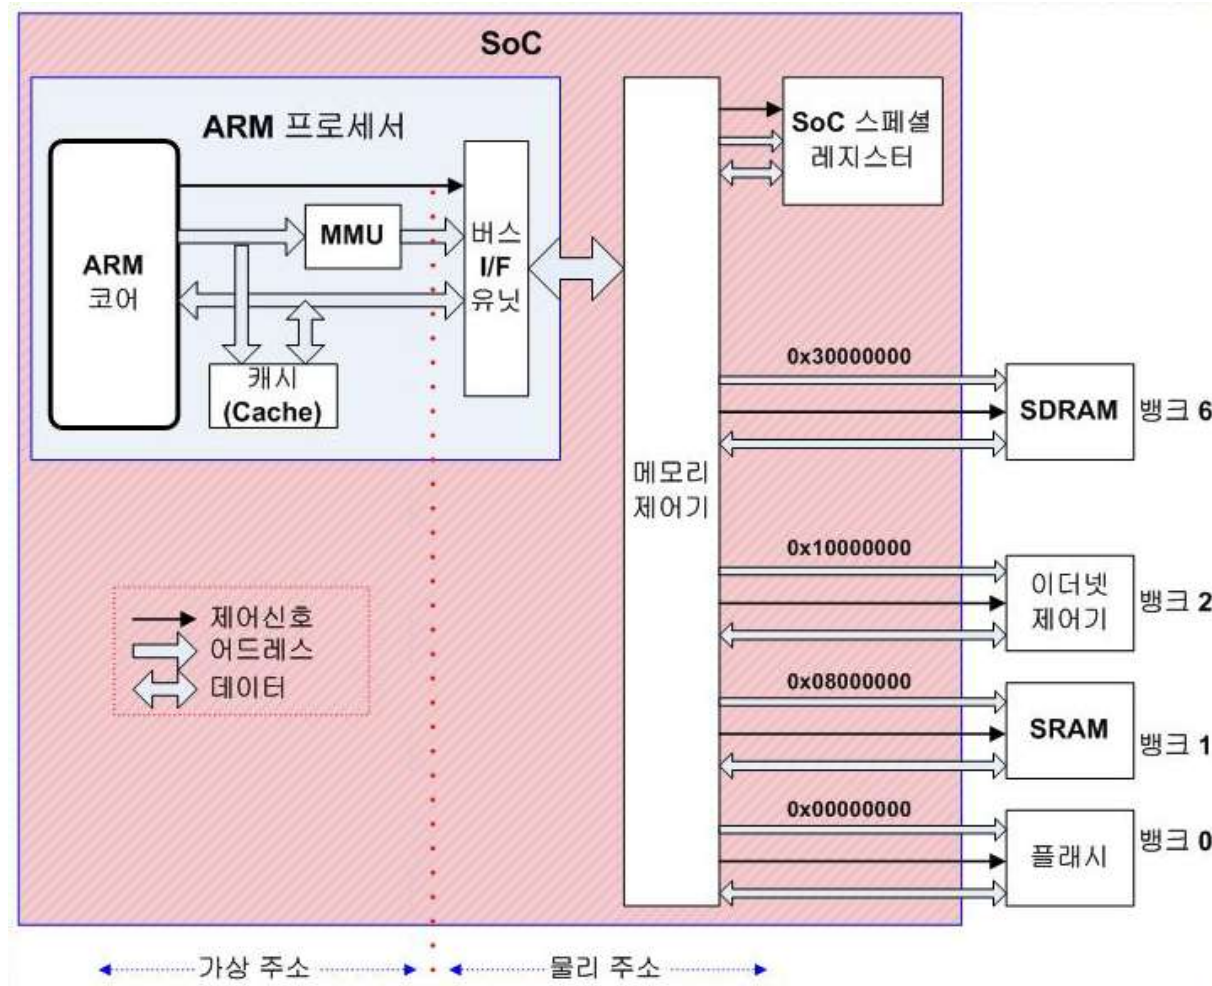 SoC
ARM 프로세서
SoC 스페셜
레지스터
MMU
버스
I/F
유닛
ARM
코어
캐시
(Cache)
0x30000000
SDRAM
뱅크 6
메모리
제어기
0x10000000
이더넷
제어기
뱅크 2
제어신호
어드레스
데이터
0x08000000
SRAM
뱅크 1
0x00000000
플래시
뱅크 0
가상 주소
물리 주소